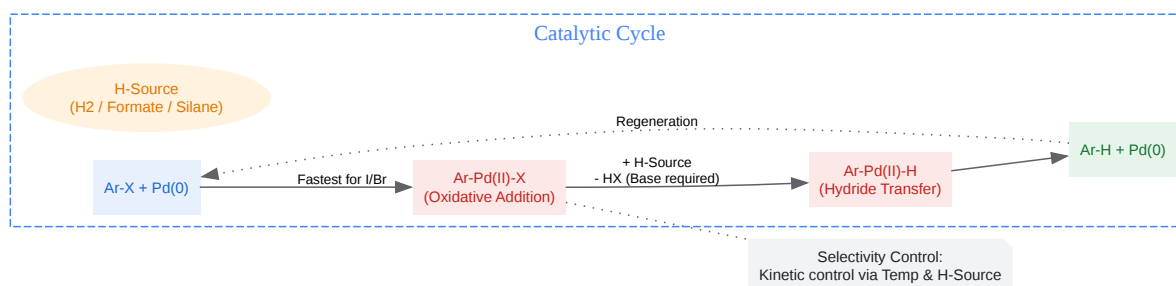 Catalytic Cycle
H-Source
(H2 / Formate / Silane)
Regeneration
Ar-X + Pd(0)
Fastest for I/Br
Ar-Pd(II)-X
(Oxidative Addition)
+ H-Source
- HX (Base required)
Ar-Pd(II)-H
(Hydride Transfer)
Ar-H + Pd(0)
Selectivity Control:
Kinetic control via Temp & H-Source